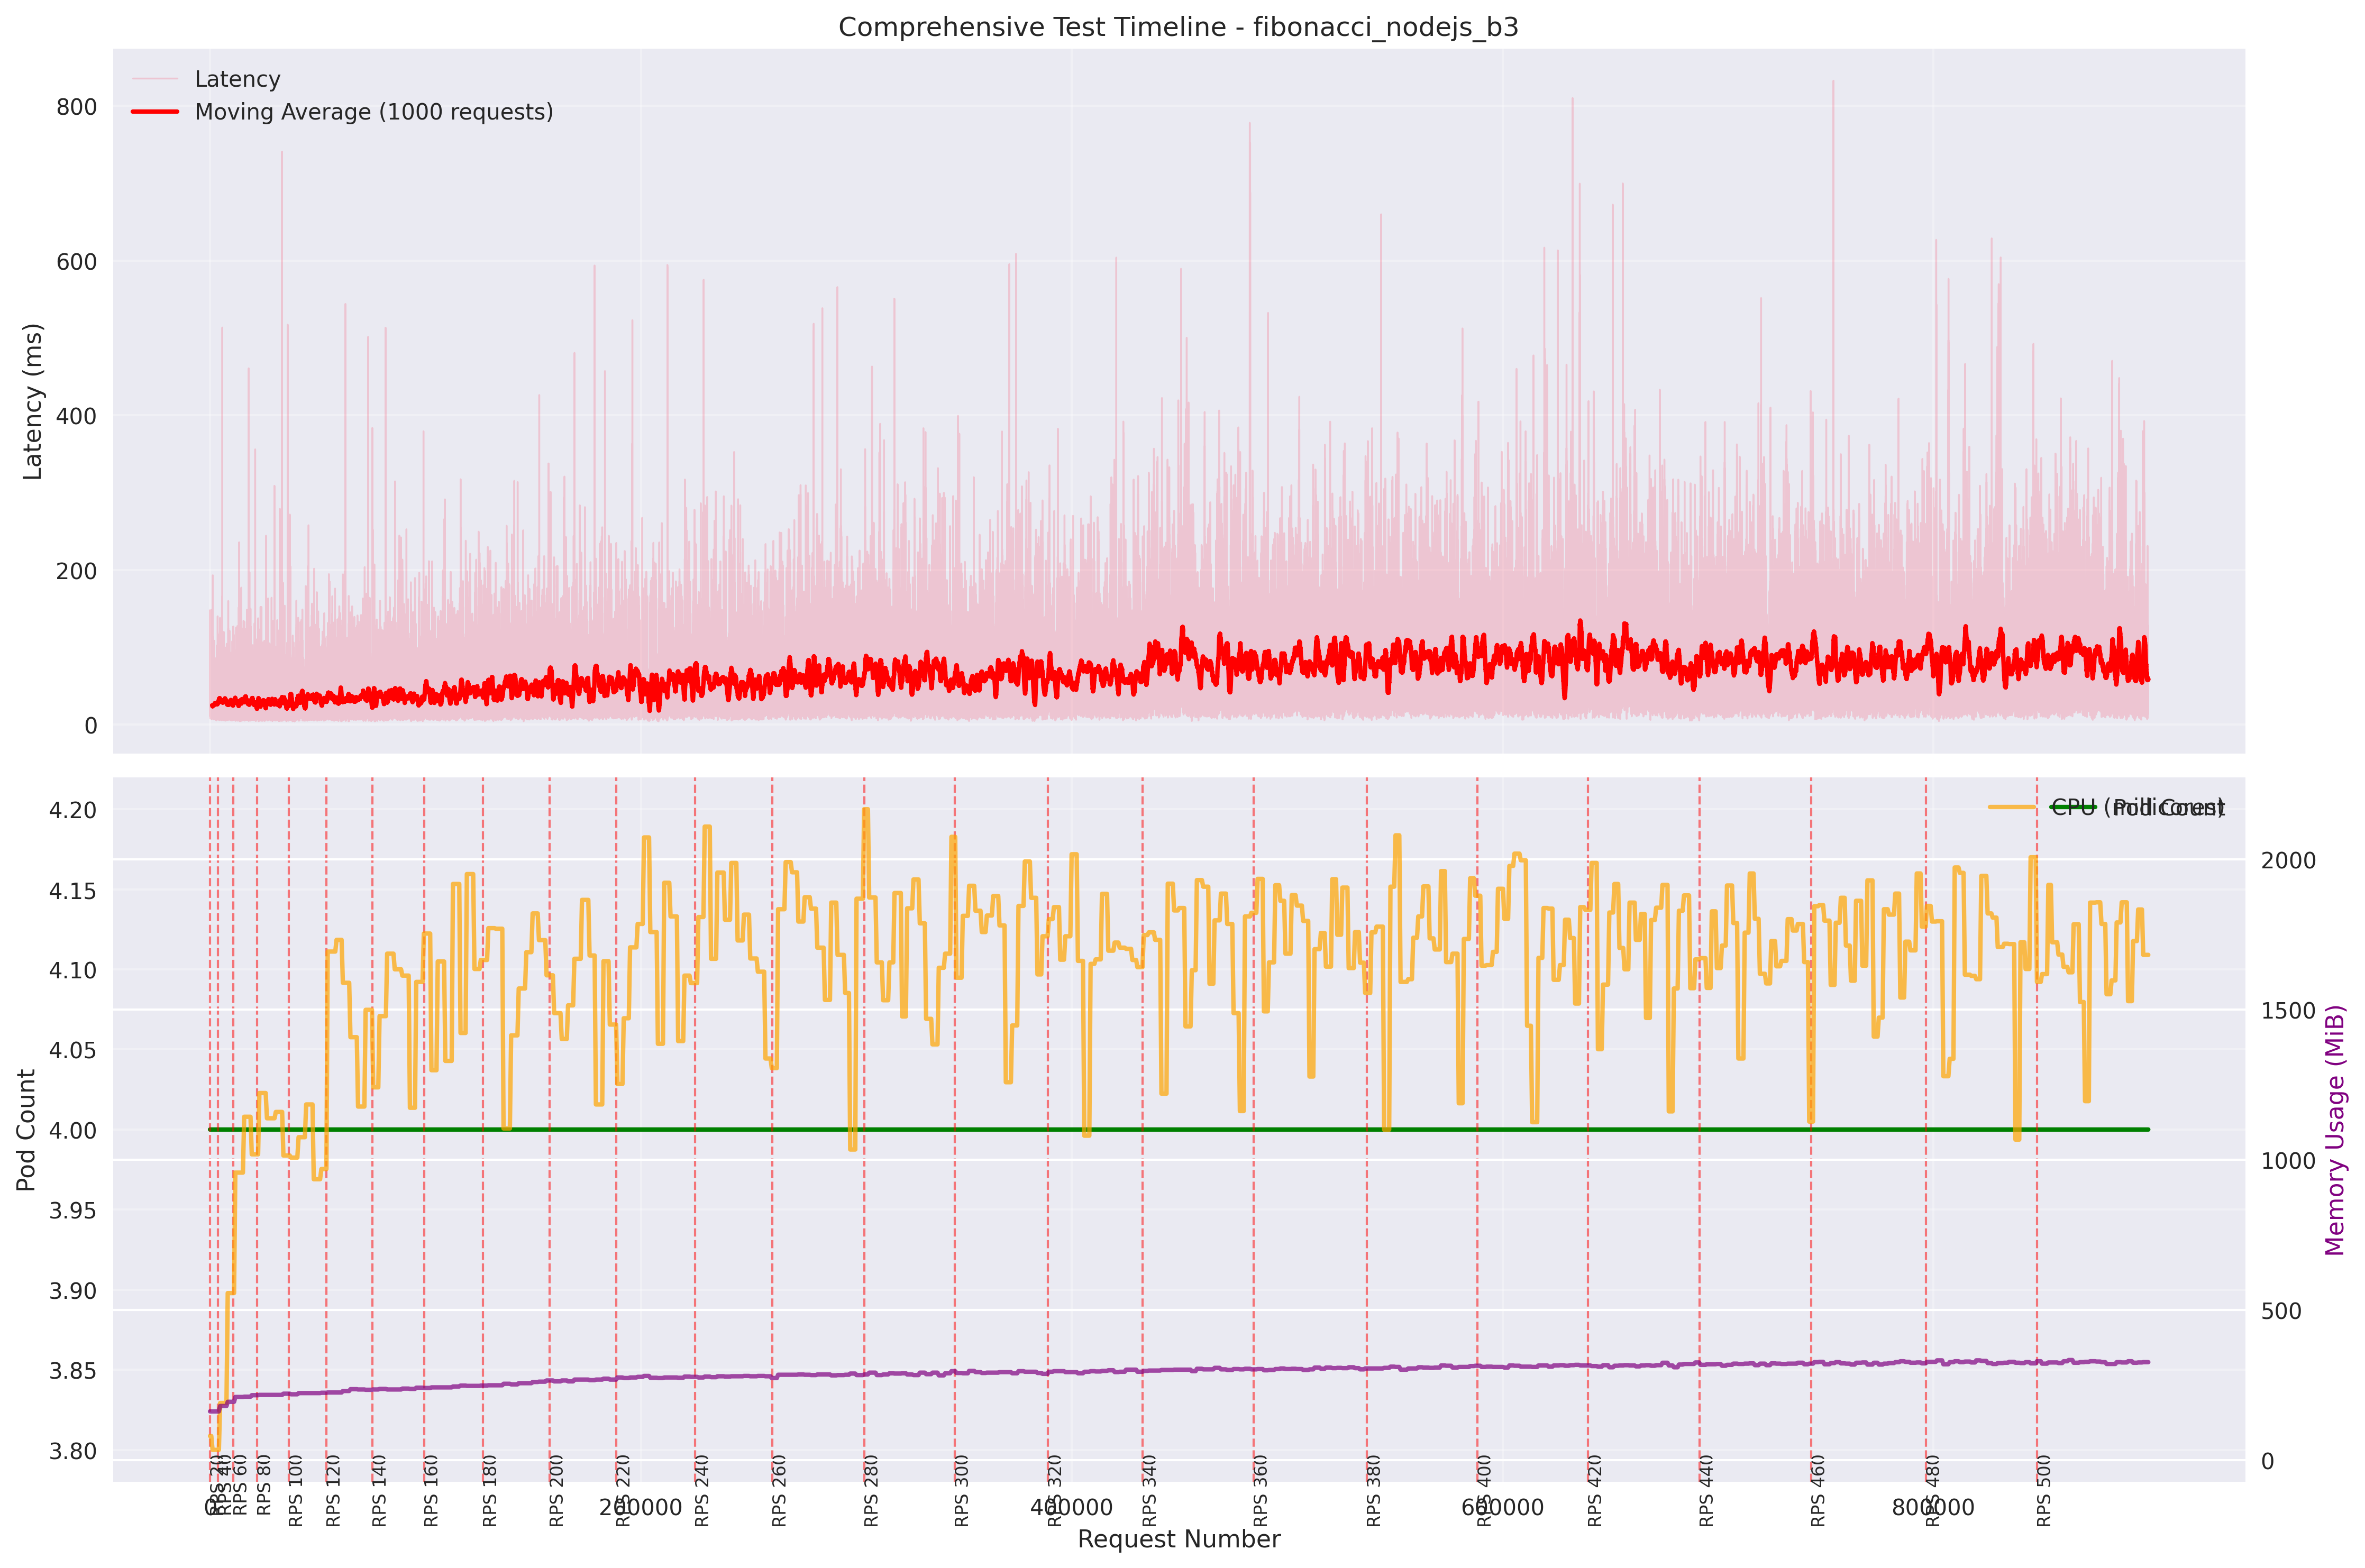 Comprehensive Test Timeline - fibonacci_nodejs_b3
Latency
Moving Average (1000 requests)
Latency (ms)
800
600
400
200
0
CPU (millicores)
Pod Count
Pod Count
4.20
4.15
4.10
4.05
4.00
3.95
3.90
3.85
3.80
2000
1500
1000
500
0
Memory Usage (MiB)
RPS 20
RPS 40
RPS 60
RPS 80
RPS 100
RPS 120
RPS 140
RPS 160
RPS 180
RPS 200
RPS 220
RPS 240
RPS 260
RPS 280
RPS 300
RPS 320
RPS 340
RPS 360
RPS 380
RPS 400
RPS 420
RPS 440
RPS 460
RPS 480
RPS 500
0
200000
400000
600000
800000
Request Number